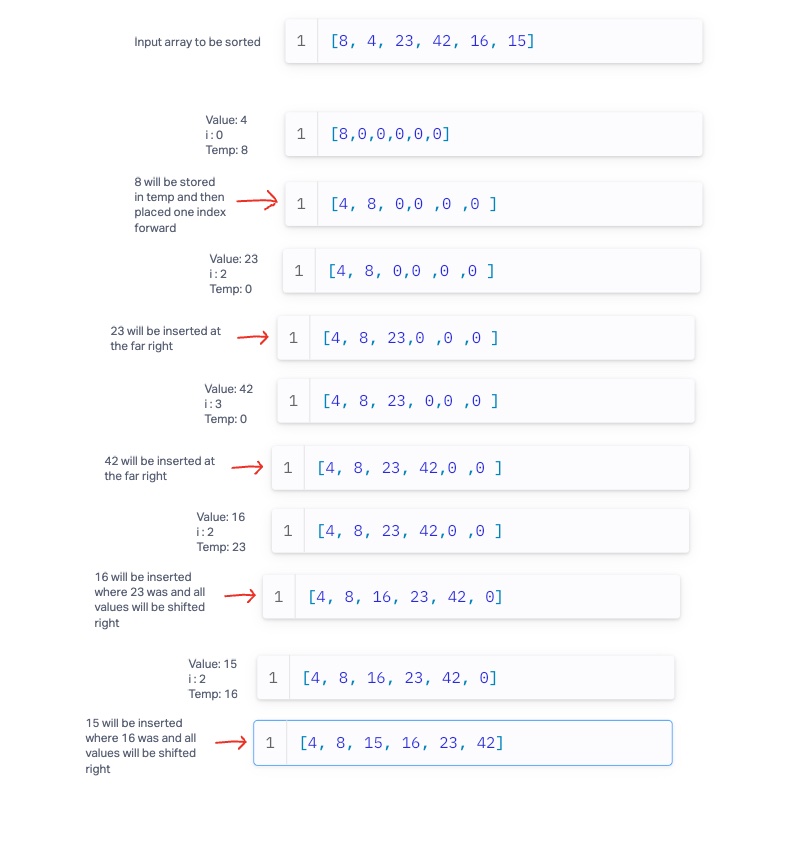 Input array to be sorted
1 [8, 4, 23, 42, 16, 15]
Value: 4
i : 0
Temp: 8
1 [8,0,0,0,0,0]
8 will be stored
in temp and then
placed one index
forward
1 [4, 8, 0,0 ,0 ,0 ]
Value: 23
i : 2
Temp: 0
1 [4, 8, 0,0 ,0 ,0 ]
23 will be inserted at
the far right
1 [4, 8, 23,0 ,0 ,0 ]
Value: 42
i : 3
Temp: 0
1 [4, 8, 23, 0,0 ,0 ]
42 will be inserted at
the far right
1 [4, 8, 23, 42,0 ,0 ]
Value: 16
i : 2
Temp: 23
1 [4, 8, 23, 42,0 ,0 ]
16 will be inserted
where 23 was and all
values will be shifted
right
1 [4, 8, 16, 23, 42, 0]
Value: 15
i : 2
Temp: 16
1 [4, 8, 16, 23, 42, 0]
15 will be inserted
where 16 was and all
values will be shifted
right
1 [4, 8, 15, 16, 23, 42]